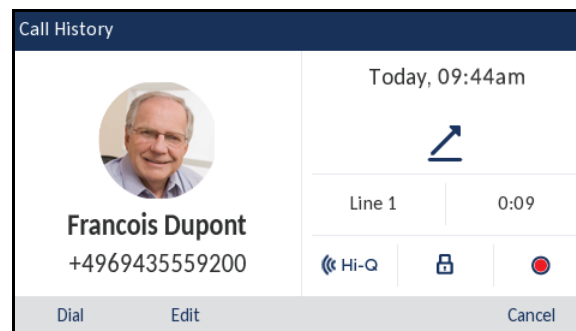 Call History
Francois Dupont
+4969435559200
Today, 09:44am
Line 1 0:09
Hi-Q
Dial Edit Cancel